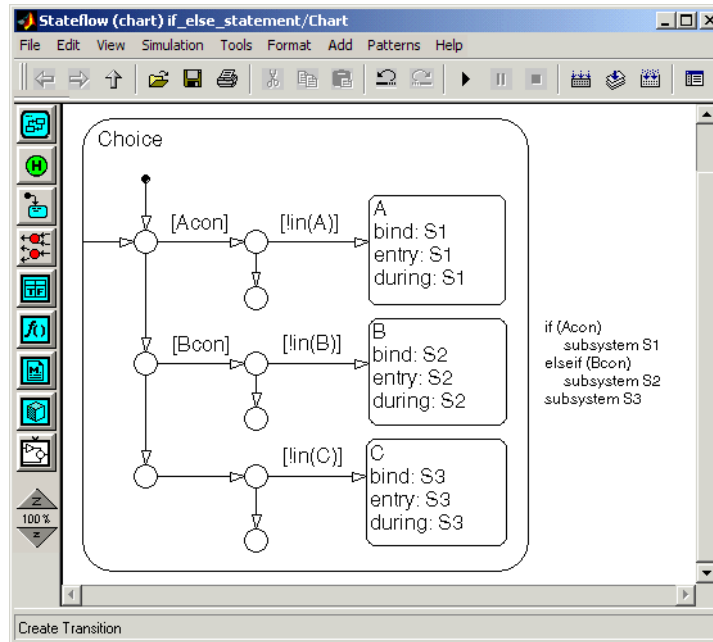 Stateflow (chart) if_else_statement/Chart
File Edit View Simulation Tools Format Add Patterns Help
Choice
[Acon] [!in(A)]
A
bind: S1
entry: S1
during: S1
[Bcon] [!in(B)]
B
bind: S2
entry: S2
during: S2
[!in(C)]
C
bind: S3
entry: S3
during: S3
if (Acon)
subsystem S1
elseif (Bcon)
subsystem S2
subsystem S3
H
TF
f()
M
Z
100 %
z
Create Transition